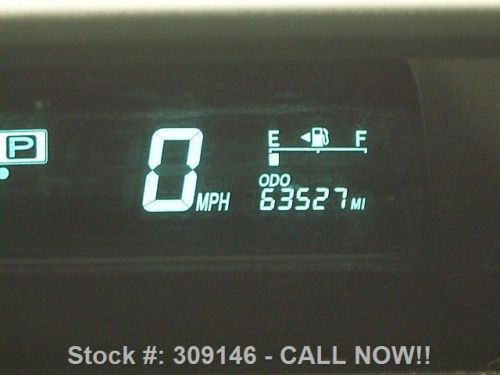 E F
P
0 MPH
ODO
63527 MI
Stock #: 309146 - CALL NOW!!